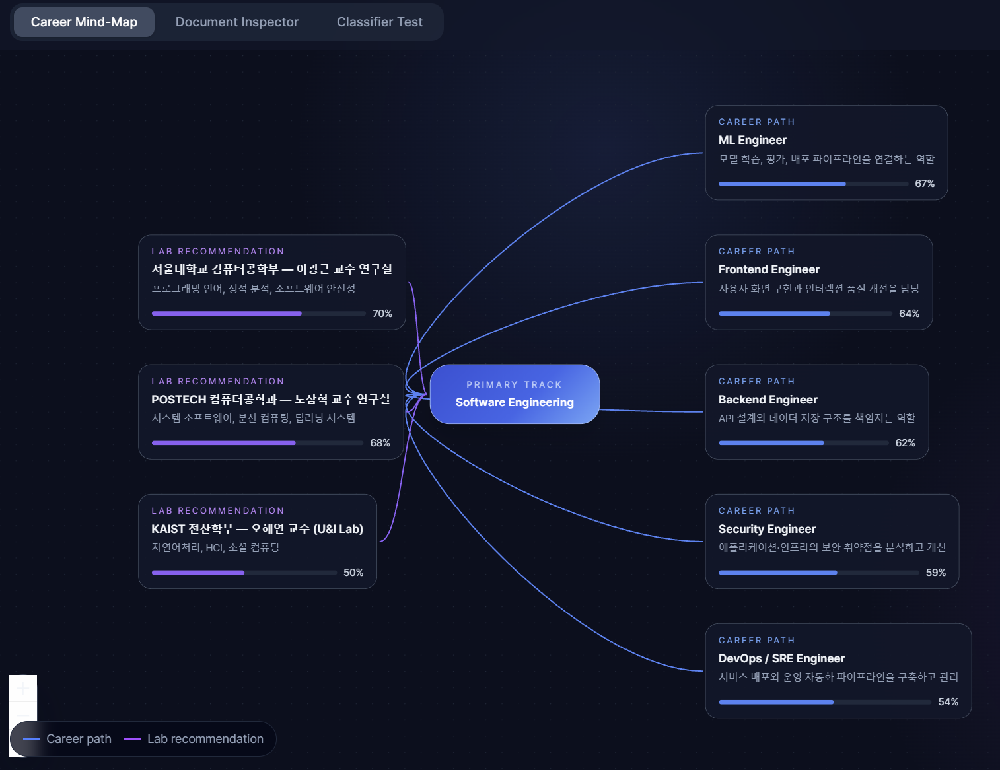 Career Mind-Map
Document Inspector
Classifier Test
LAB RECOMMENDATION
서울대학교 컴퓨터공학부 — 이광근 교수 연구실
프로그래밍 언어, 정적 분석, 소프트웨어 안전성
70%
LAB RECOMMENDATION
POSTECH 컴퓨터공학과 — 노삼혁 교수 연구실
시스템 소프트웨어, 분산 컴퓨팅, 딥러닝 시스템
68%
LAB RECOMMENDATION
KAIST 전산학부 — 오혜연 교수 (U&I Lab)
자연어처리, HCI, 소셜 컴퓨팅
50%
PRIMARY TRACK
Software Engineering
CAREER PATH
ML Engineer
모델 학습, 평가, 배포 파이프라인을 연결하는 역할
67%
CAREER PATH
Frontend Engineer
사용자 화면 구현과 인터랙션 품질 개선을 담당
64%
CAREER PATH
Backend Engineer
API 설계와 데이터 저장 구조를 책임지는 역할
62%
CAREER PATH
Security Engineer
애플리케이션·인프라의 보안 취약점을 분석하고 개선
59%
CAREER PATH
DevOps / SRE Engineer
서비스 배포와 운영 자동화 파이프라인을 구축하고 관리
54%
Career path
Lab recommendation